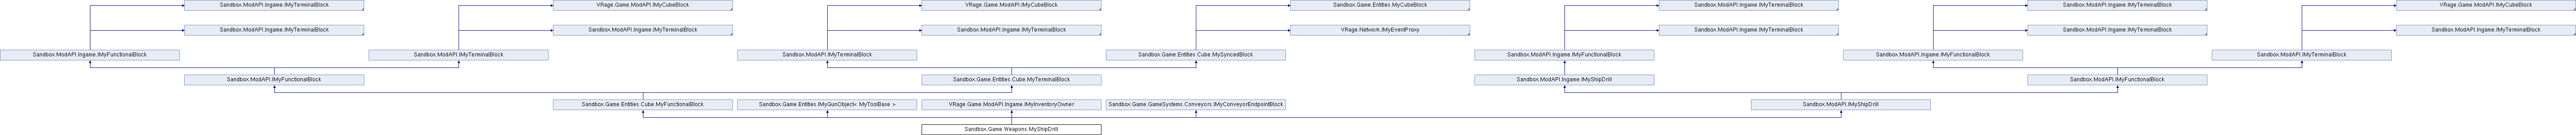 Sandbox.ModAPI.Ingame.IMyTerminalBlock
VRage.Game.ModAPI.IMyCubeBlock
VRage.Game.ModAPI.IMyCubeBlock
Sandbox.Game.Entities.MyCubeBlock
Sandbox.ModAPI.Ingame.IMyTerminalBlock
Sandbox.ModAPI.Ingame.IMyTerminalBlock
VRage.Game.ModAPI.IMyCubeBlock
Sandbox.ModAPI.Ingame.IMyTerminalBlock
Sandbox.ModAPI.Ingame.IMyTerminalBlock
Sandbox.ModAPI.Ingame.IMyTerminalBlock
VRage.Network.IMyEventProxy
Sandbox.ModAPI.Ingame.IMyTerminalBlock
Sandbox.ModAPI.Ingame.IMyTerminalBlock
Sandbox.ModAPI.Ingame.IMyTerminalBlock
Sandbox.ModAPI.Ingame.IMyFunctionalBlock
Sandbox.ModAPI.IMyTerminalBlock
Sandbox.ModAPI.IMyTerminalBlock
Sandbox.Game.Entities.Cube.MySyncedBlock
Sandbox.ModAPI.Ingame.IMyFunctionalBlock
Sandbox.ModAPI.Ingame.IMyFunctionalBlock
Sandbox.ModAPI.IMyTerminalBlock
Sandbox.ModAPI.IMyFunctionalBlock
Sandbox.Game.Entities.Cube.MyTerminalBlock
Sandbox.ModAPI.Ingame.IMyShipDrill
Sandbox.ModAPI.IMyFunctionalBlock
Sandbox.Game.Entities.Cube.MyFunctionalBlock
Sandbox.Game.Entities.IMyGunObject< MyToolBase >
VRage.Game.ModAPI.Ingame.IMyInventoryOwner
Sandbox.Game.GameSystems.Conveyors.IMyConveyorEndpointBlock
Sandbox.ModAPI.IMyShipDrill
Sandbox.Game.Weapons.MyShipDrill